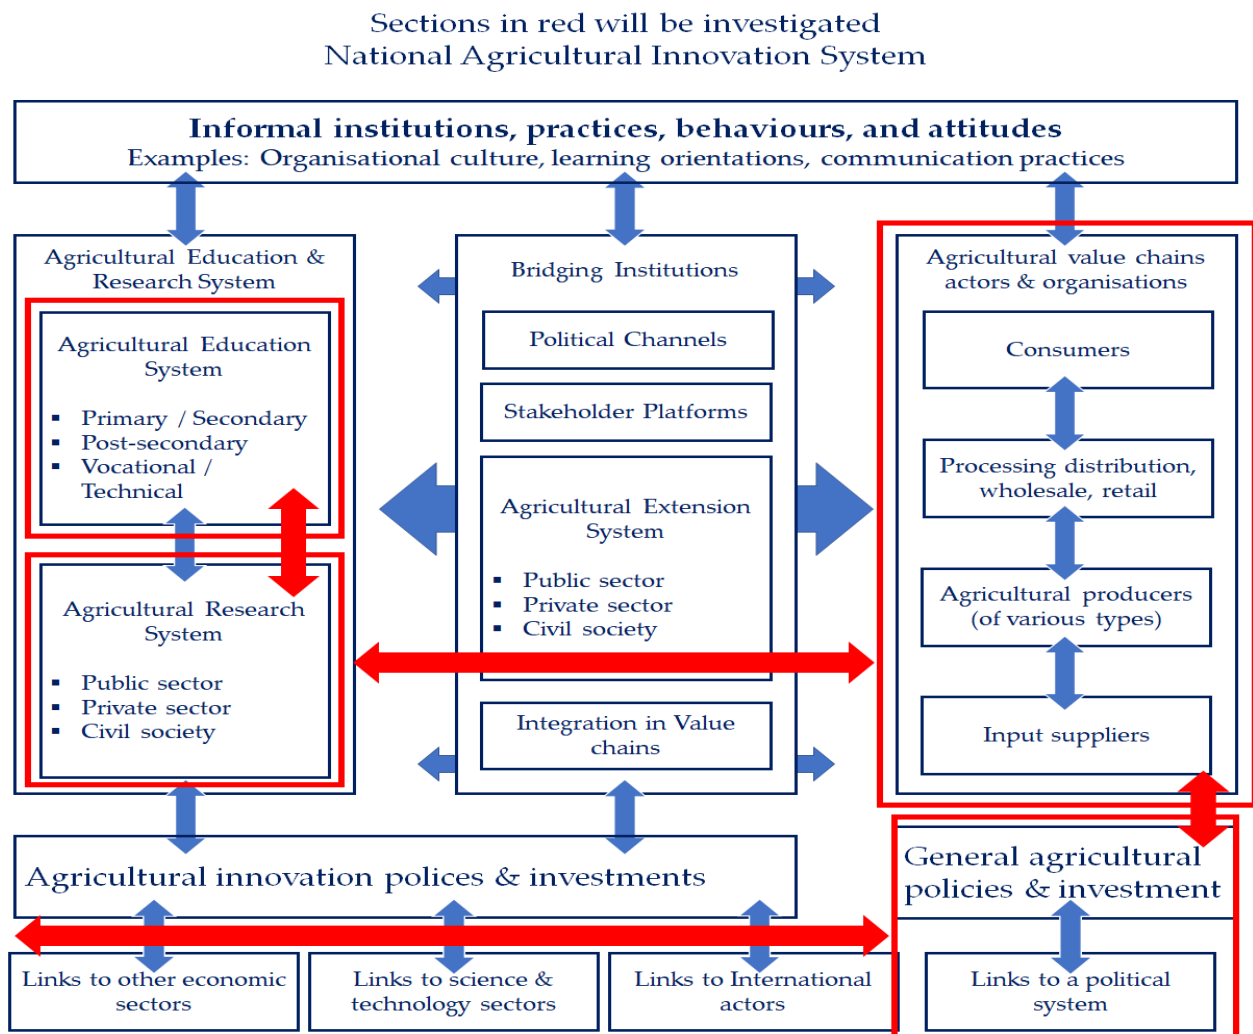 Sections in red will be investigated
National Agricultural Innovation System
Informal institutions, practices, behaviours, and attitudes
Examples: Organisational culture, learning orientations, communication practices
Agricultural Education &
Research System
Agricultural Education
System
▪ Primary / Secondary
▪ Post-secondary
▪ Vocational /
Technical
Agricultural Research
System
▪ Public sector
▪ Private sector
▪ Civil society
Bridging Institutions
Political Channels
Stakeholder Platforms
Agricultural Extension
System
▪ Public sector
▪ Private sector
▪ Civil society
Integration in Value
chains
Agricultural value chains
actors & organisations
Consumers
Processing distribution,
wholesale, retail
Agricultural producers
(of various types)
Input suppliers
Agricultural innovation polices & investments
General agricultural
policies & investment
Links to other economic
sectors
Links to science &
technology sectors
Links to International
actors
Links to a political
system